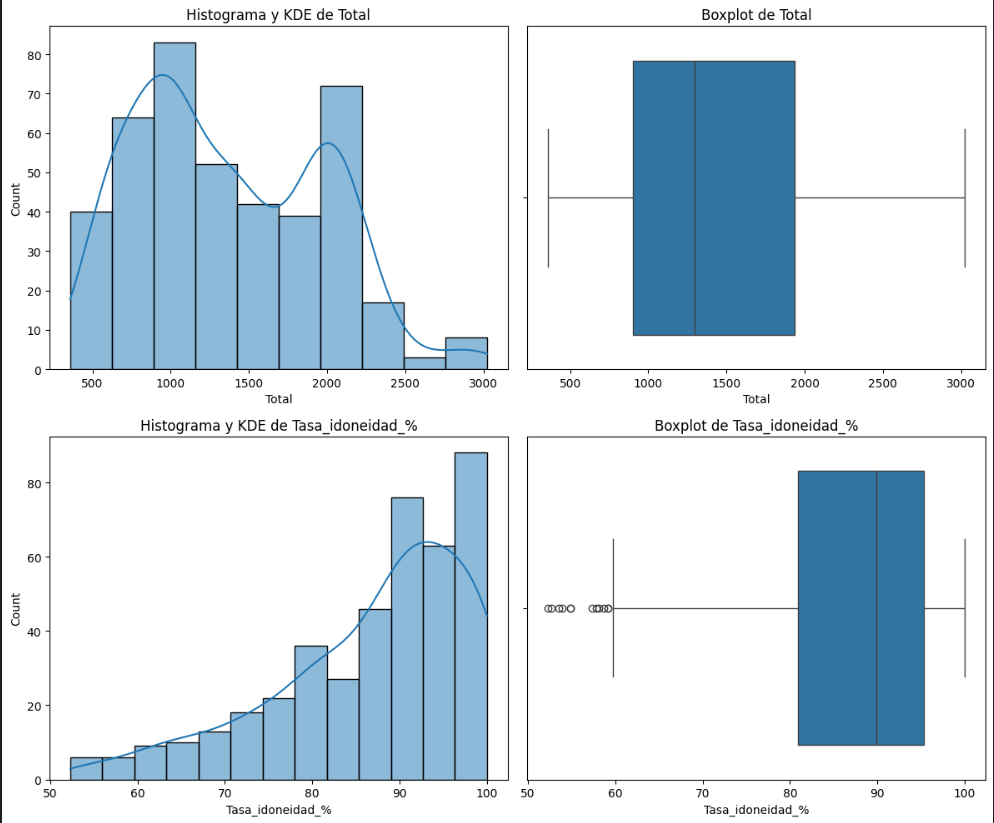 Histograma y KDE de Total
Count
80
70
60
50
40
30
20
10
0
500 1000 1500 2000 2500 3000
Total
Boxplot de Total
500 1000 1500 2000 2500 3000
Total
Histograma y KDE de Tasa_idoneidad_%
Count
80
60
40
20
0
50 60 70 80 90 100
Tasa_idoneidad_%
Boxplot de Tasa_idoneidad_%
50 60 70 80 90 100
Tasa_idoneidad_%